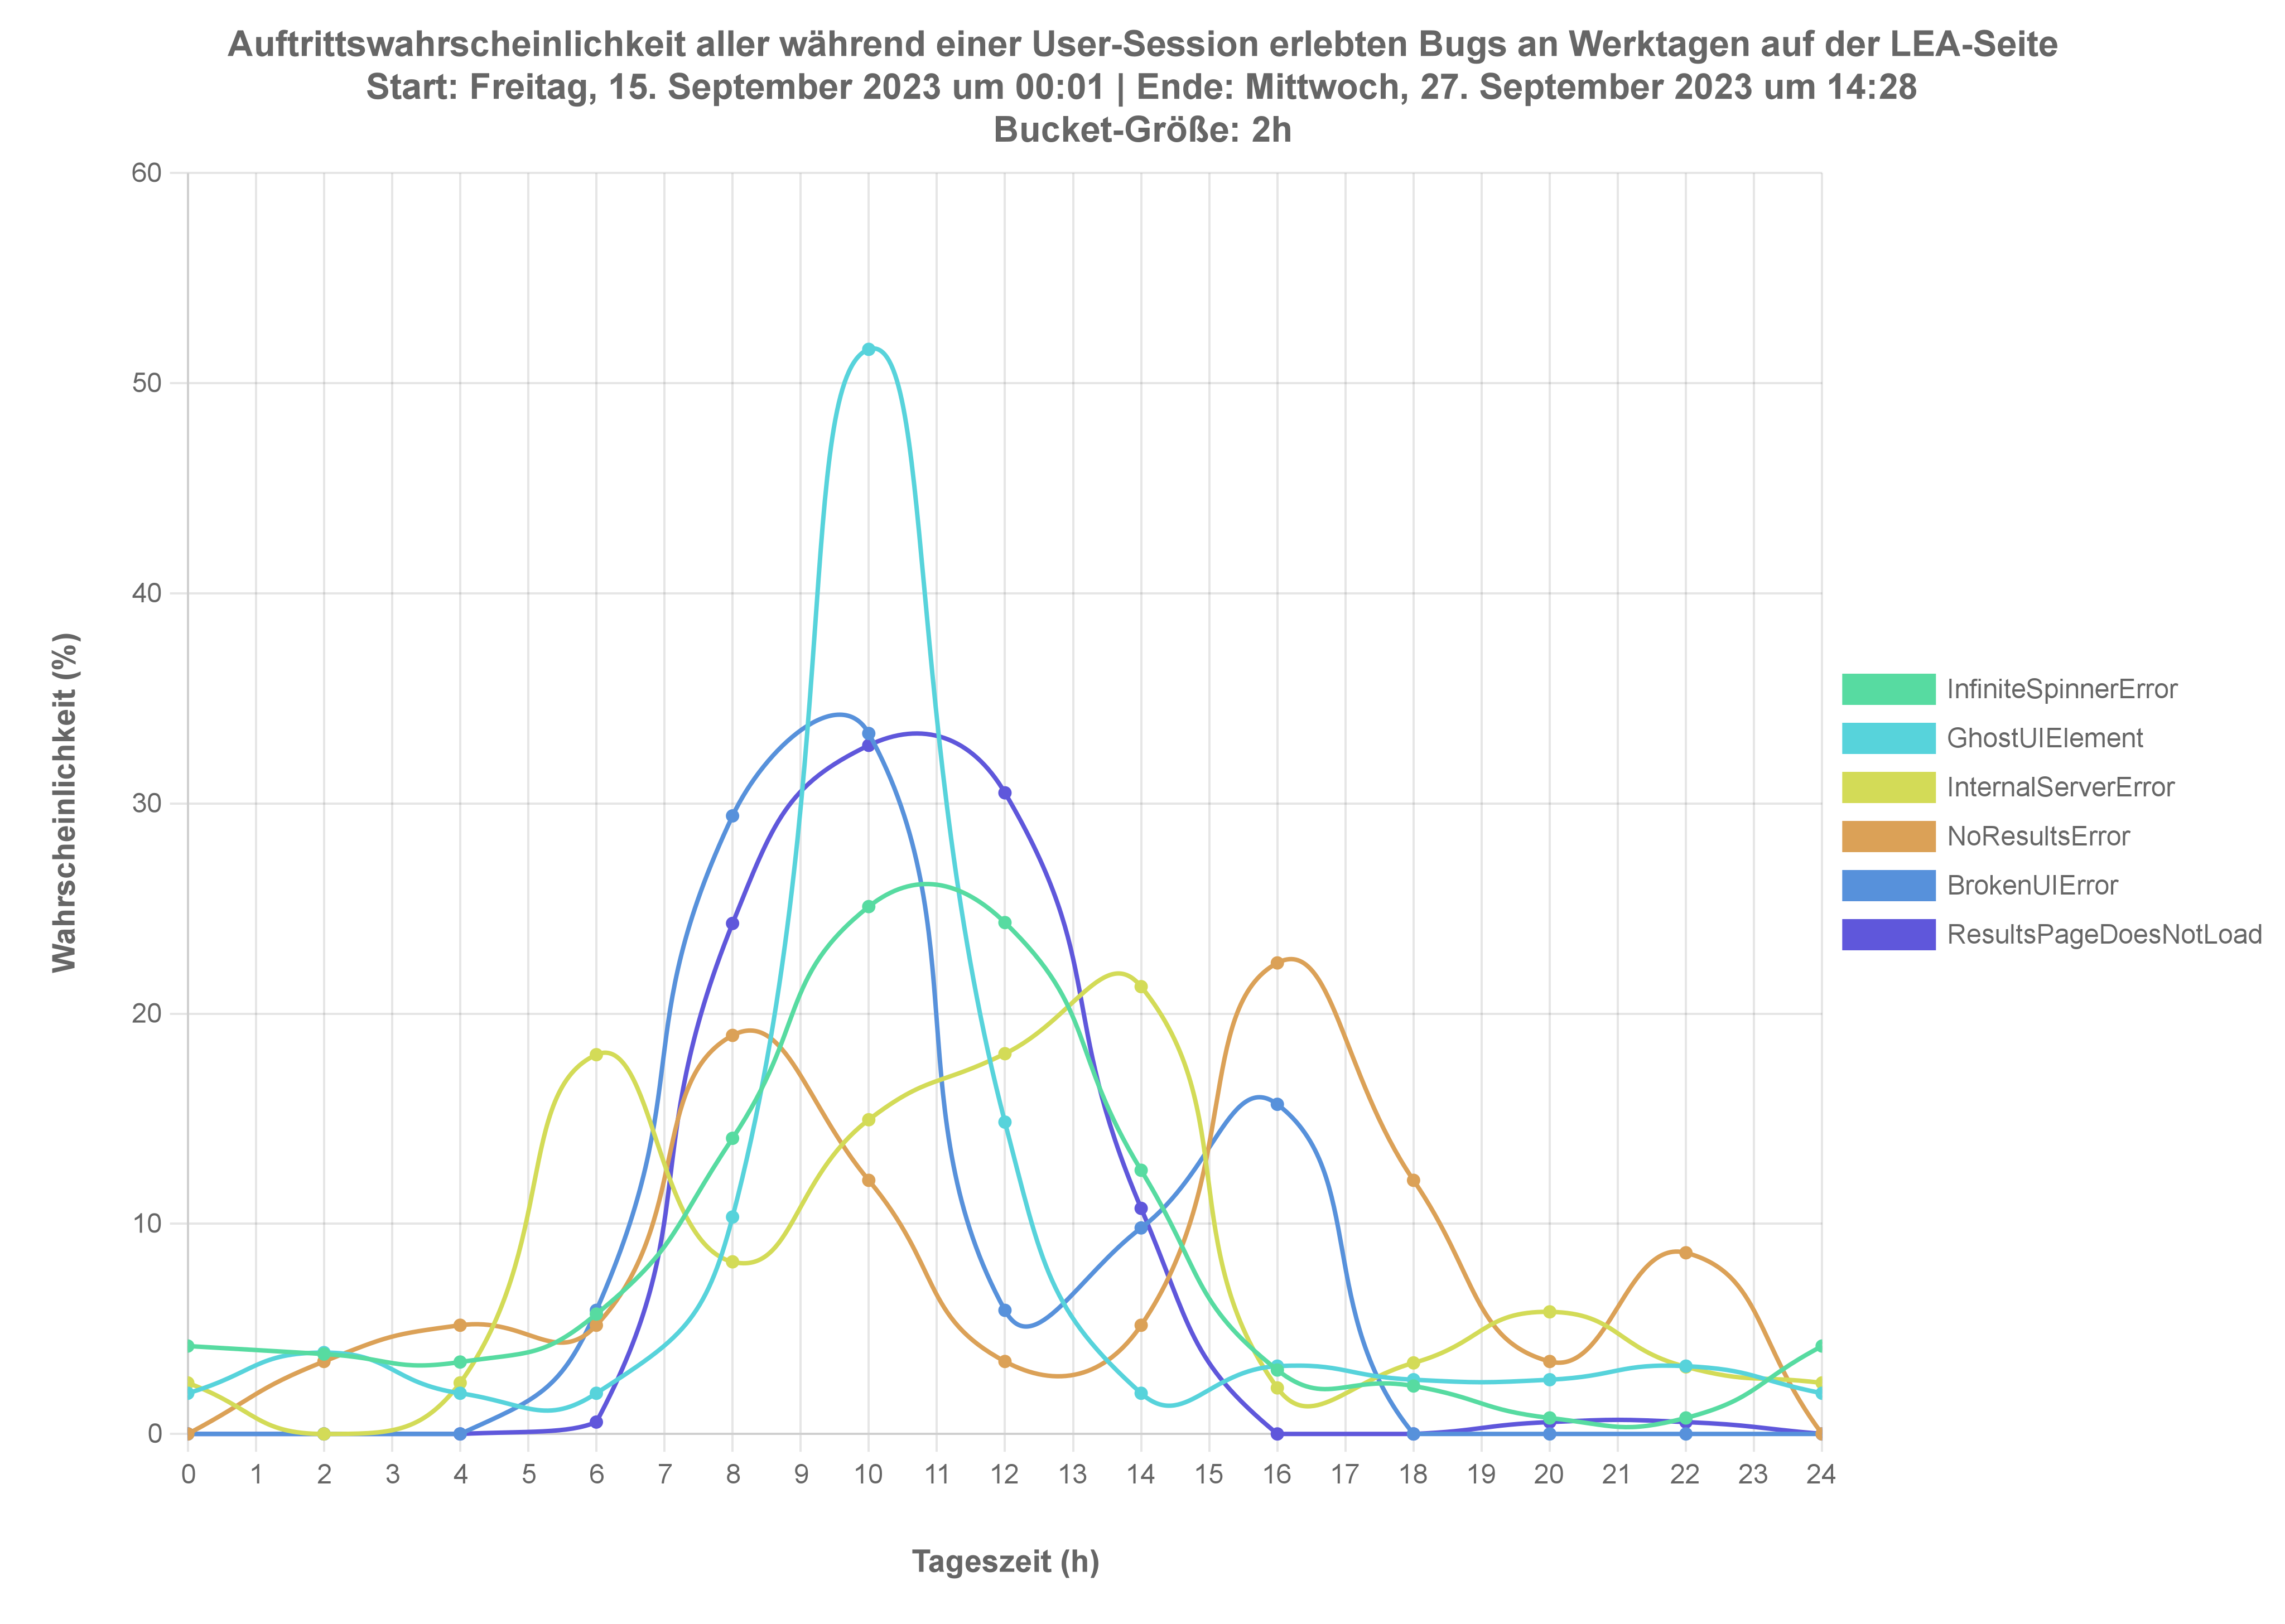 Auftrittswahrscheinlichkeit aller während einer User-Session erlebten Bugs an Werktagen auf der LEA-Seite
Start: Freitag, 15. September 2023 um 00:01 | Ende: Mittwoch, 27. September 2023 um 14:28
Bucket-Größe: 2h
Wahrscheinlichkeit (%)
60
50
40
30
20
10
0
0 1 2 3 4 5 6 7 8 9 10 11 12 13 14 15 16 17 18 19 20 21 22 23 24
Tageszeit (h)
InfiniteSpinnerError
GhostUIElement
InternalServerError
NoResultsError
BrokenUIError
ResultsPageDoesNotLoad